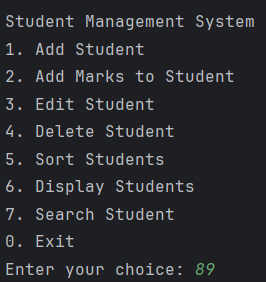 Student Management System
1. Add Student
2. Add Marks to Student
3. Edit Student
4. Delete Student
5. Sort Students
6. Display Students
7. Search Student
0. Exit
Enter your choice: 89